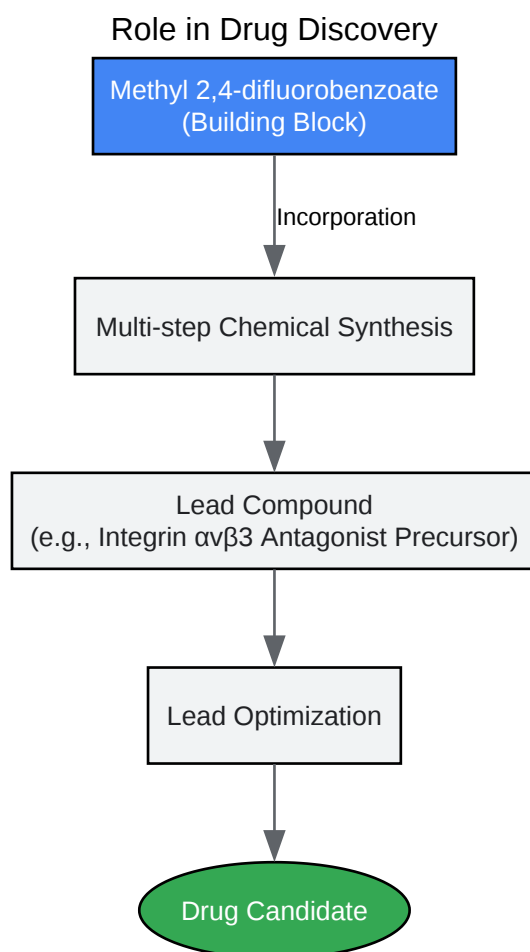 Role in Drug Discovery
Methyl 2,4-difluorobenzoate
(Building Block)
Incorporation
Multi-step Chemical Synthesis
Lead Compound
(e.g., Integrin αvβ3 Antagonist Precursor)
Lead Optimization
Drug Candidate